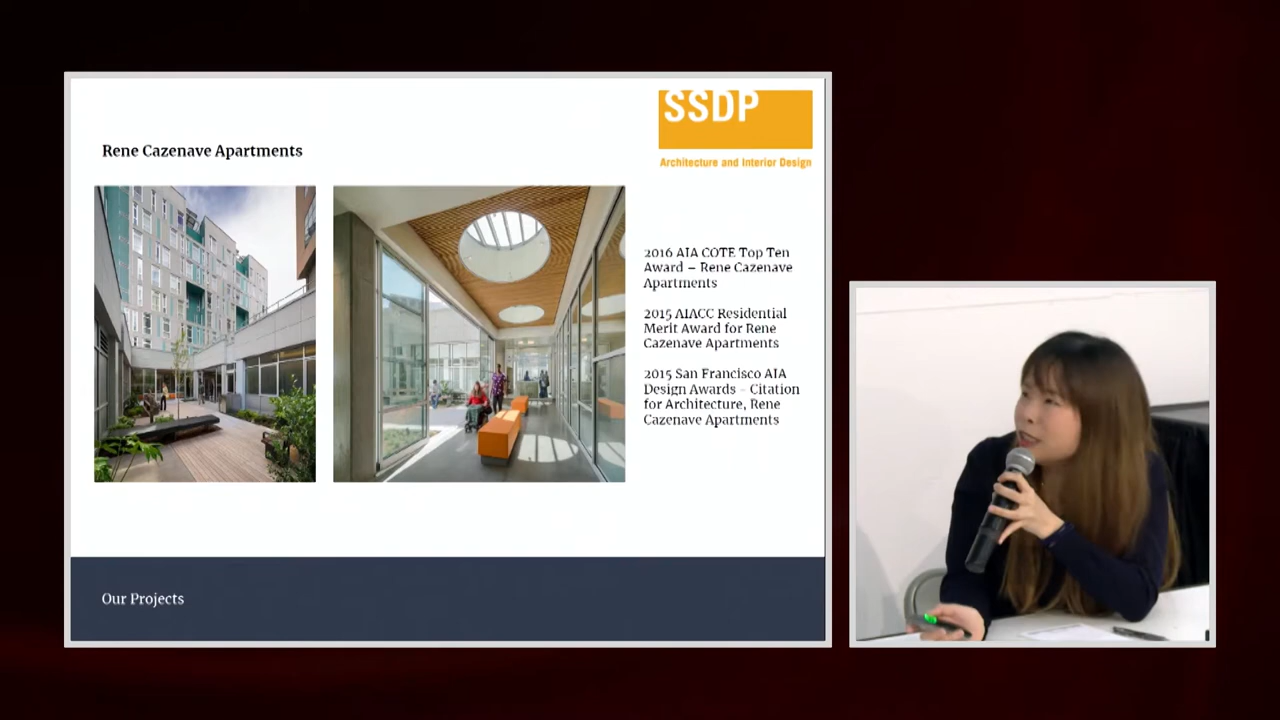 SSDP
Architecture and Interior Design
Rene Cazenave Apartments
2016 AIA COTE Top Ten
Award – Rene Cazenave
Apartments
2015 AIACC Residential
Merit Award for Rene
Cazenave Apartments
2015 San Francisco AIA
Design Awards - Citation
for Architecture, Rene
Cazenave Apartments
Our Projects